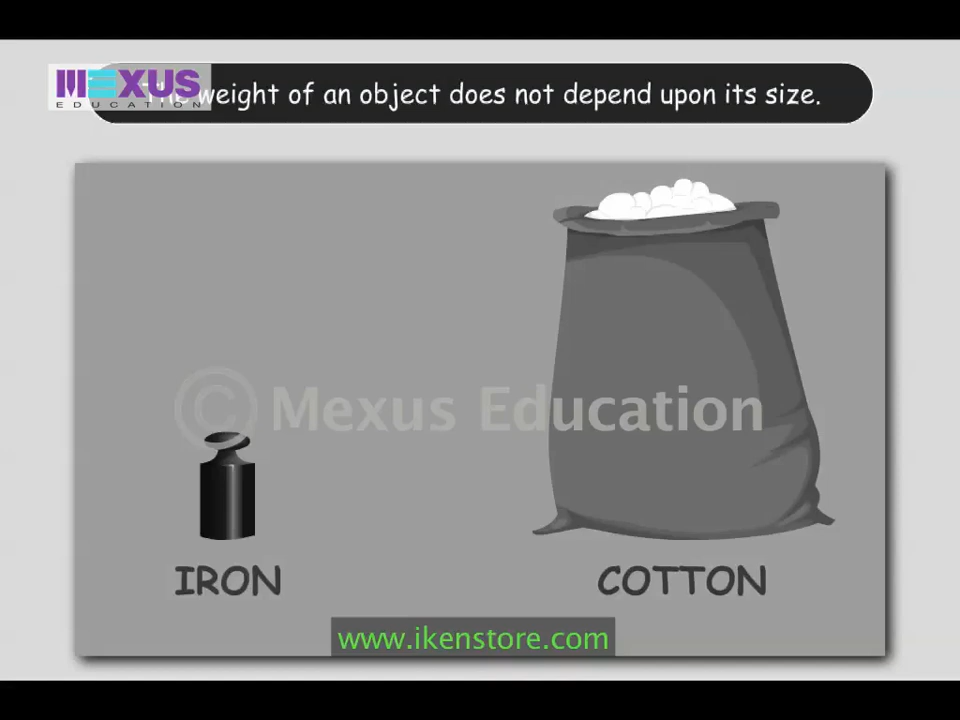 MEXUS
EDUCATION
The weight of an object does not depend upon its size.
© Mexus Education
IRON
COTTON
www.ikenstore.com